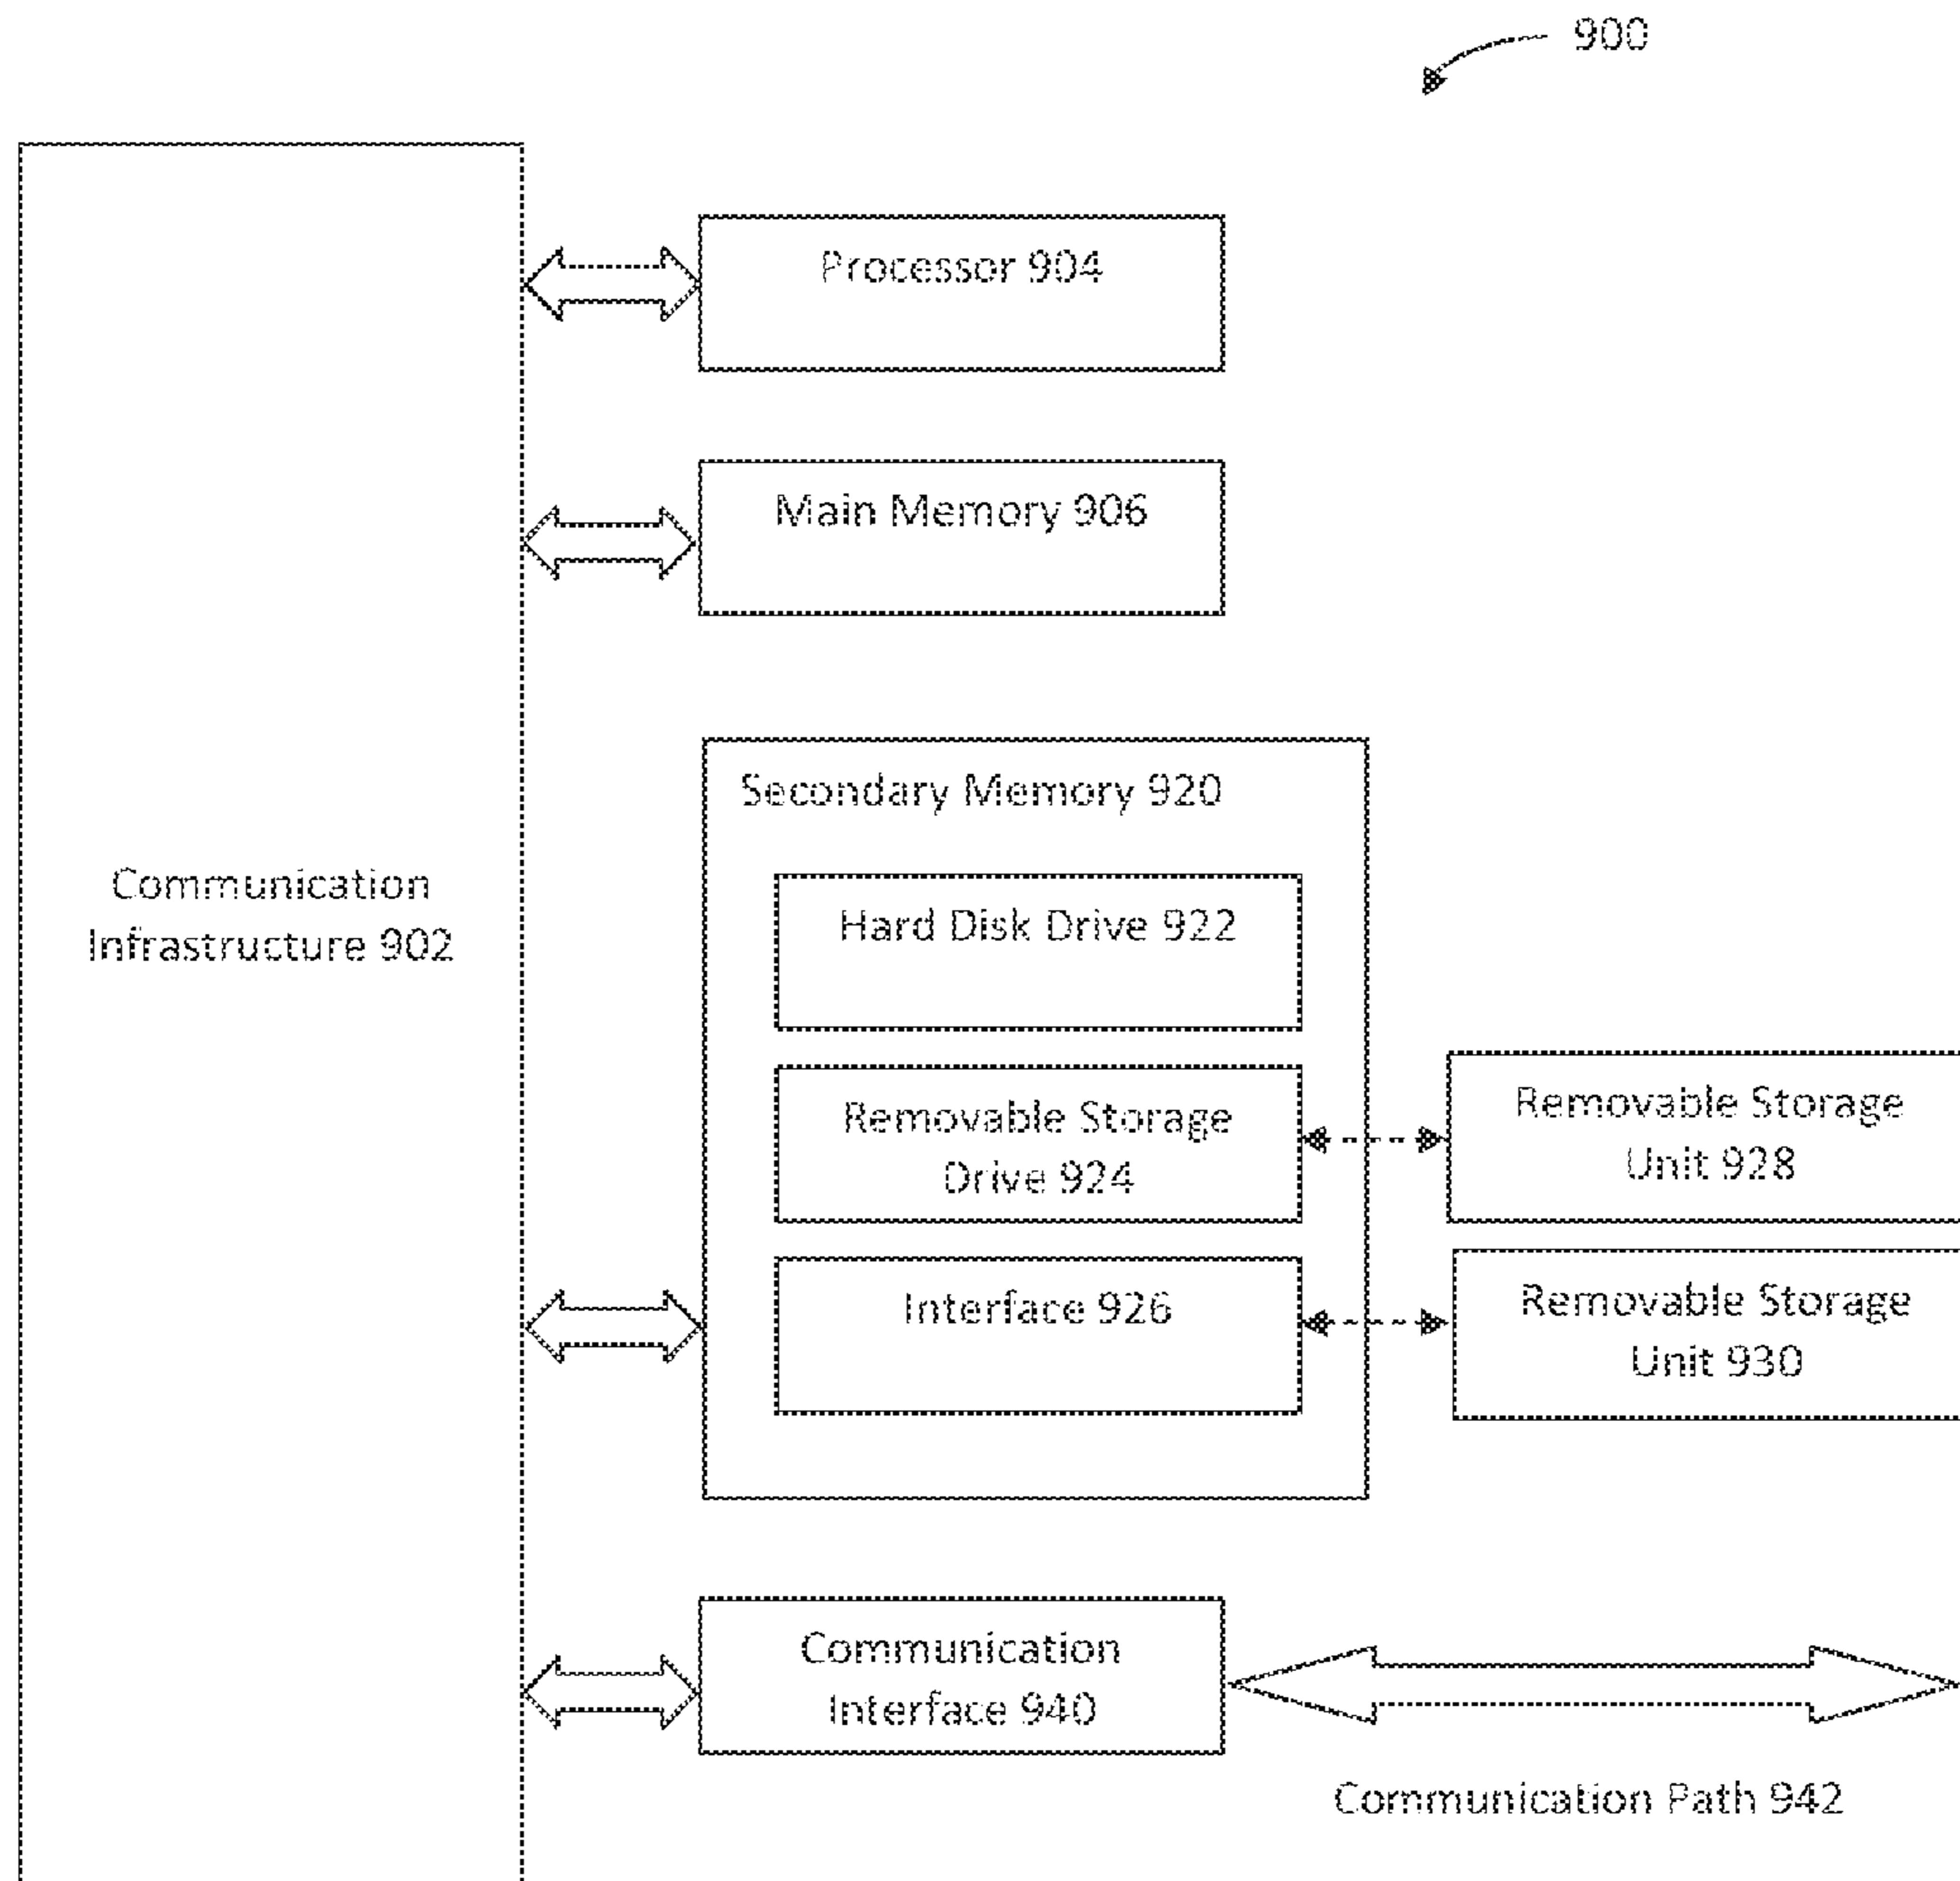 900
Processor 904
Main Memory 906
Secondary Memory 920
Communication
Infrastructure 902
Hard Disk Drive 922
Removable Storage
Drive 924
Removable Storage
Unit 928
Interface 926
Removable Storage
Unit 930
Communication
Interface 940
Communication Path 942